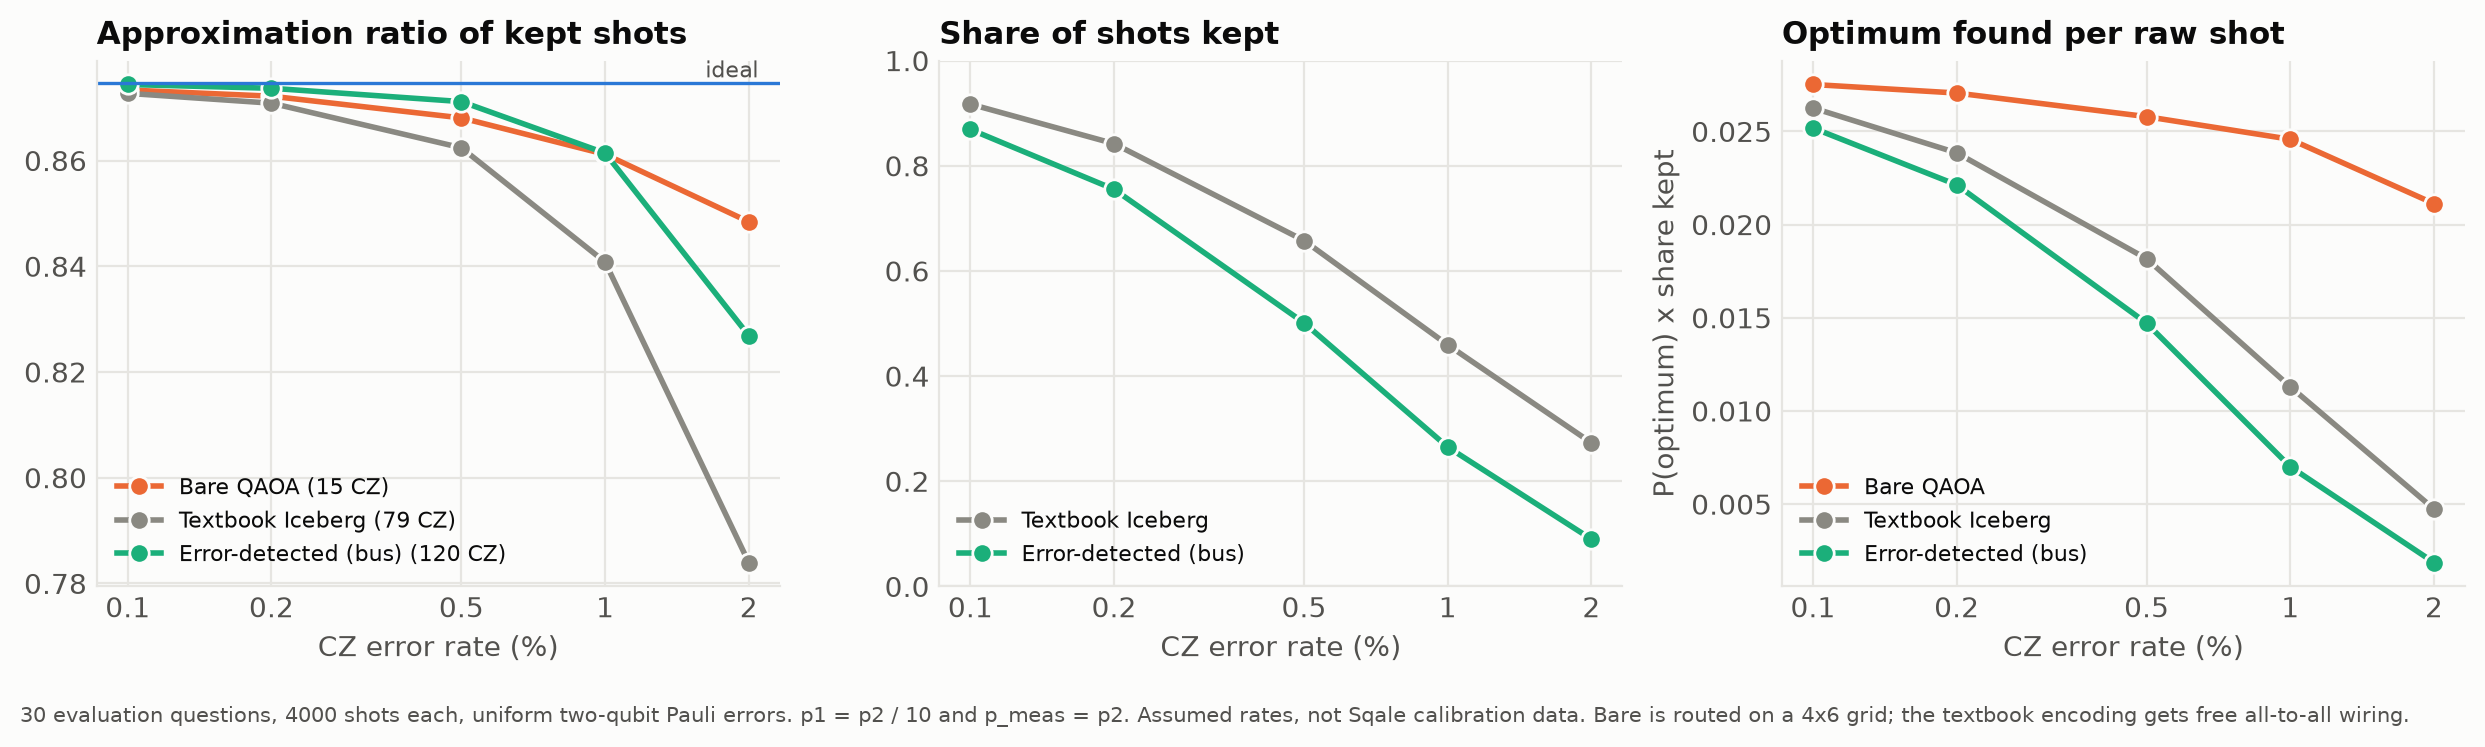 Approximation ratio of kept shots
ideal
0.86
0.84
0.82
0.80
0.78
Bare QAOA (15 CZ)
Textbook Iceberg (79 CZ)
Error-detected (bus) (120 CZ)
0.1 0.2 0.5 1 2
CZ error rate (%)
Share of shots kept
1.0
0.8
0.6
0.4
0.2
0.0
Textbook Iceberg
Error-detected (bus)
0.1 0.2 0.5 1 2
CZ error rate (%)
Optimum found per raw shot
P(optimum) x share kept
0.025
0.020
0.015
0.010
0.005
Bare QAOA
Textbook Iceberg
Error-detected (bus)
0.1 0.2 0.5 1 2
CZ error rate (%)
30 evaluation questions, 4000 shots each, uniform two-qubit Pauli errors. p1 = p2 / 10 and p_meas = p2. Assumed rates, not Sqale calibration data. Bare is routed on a 4x6 grid; the textbook encoding gets free all-to-all wiring.